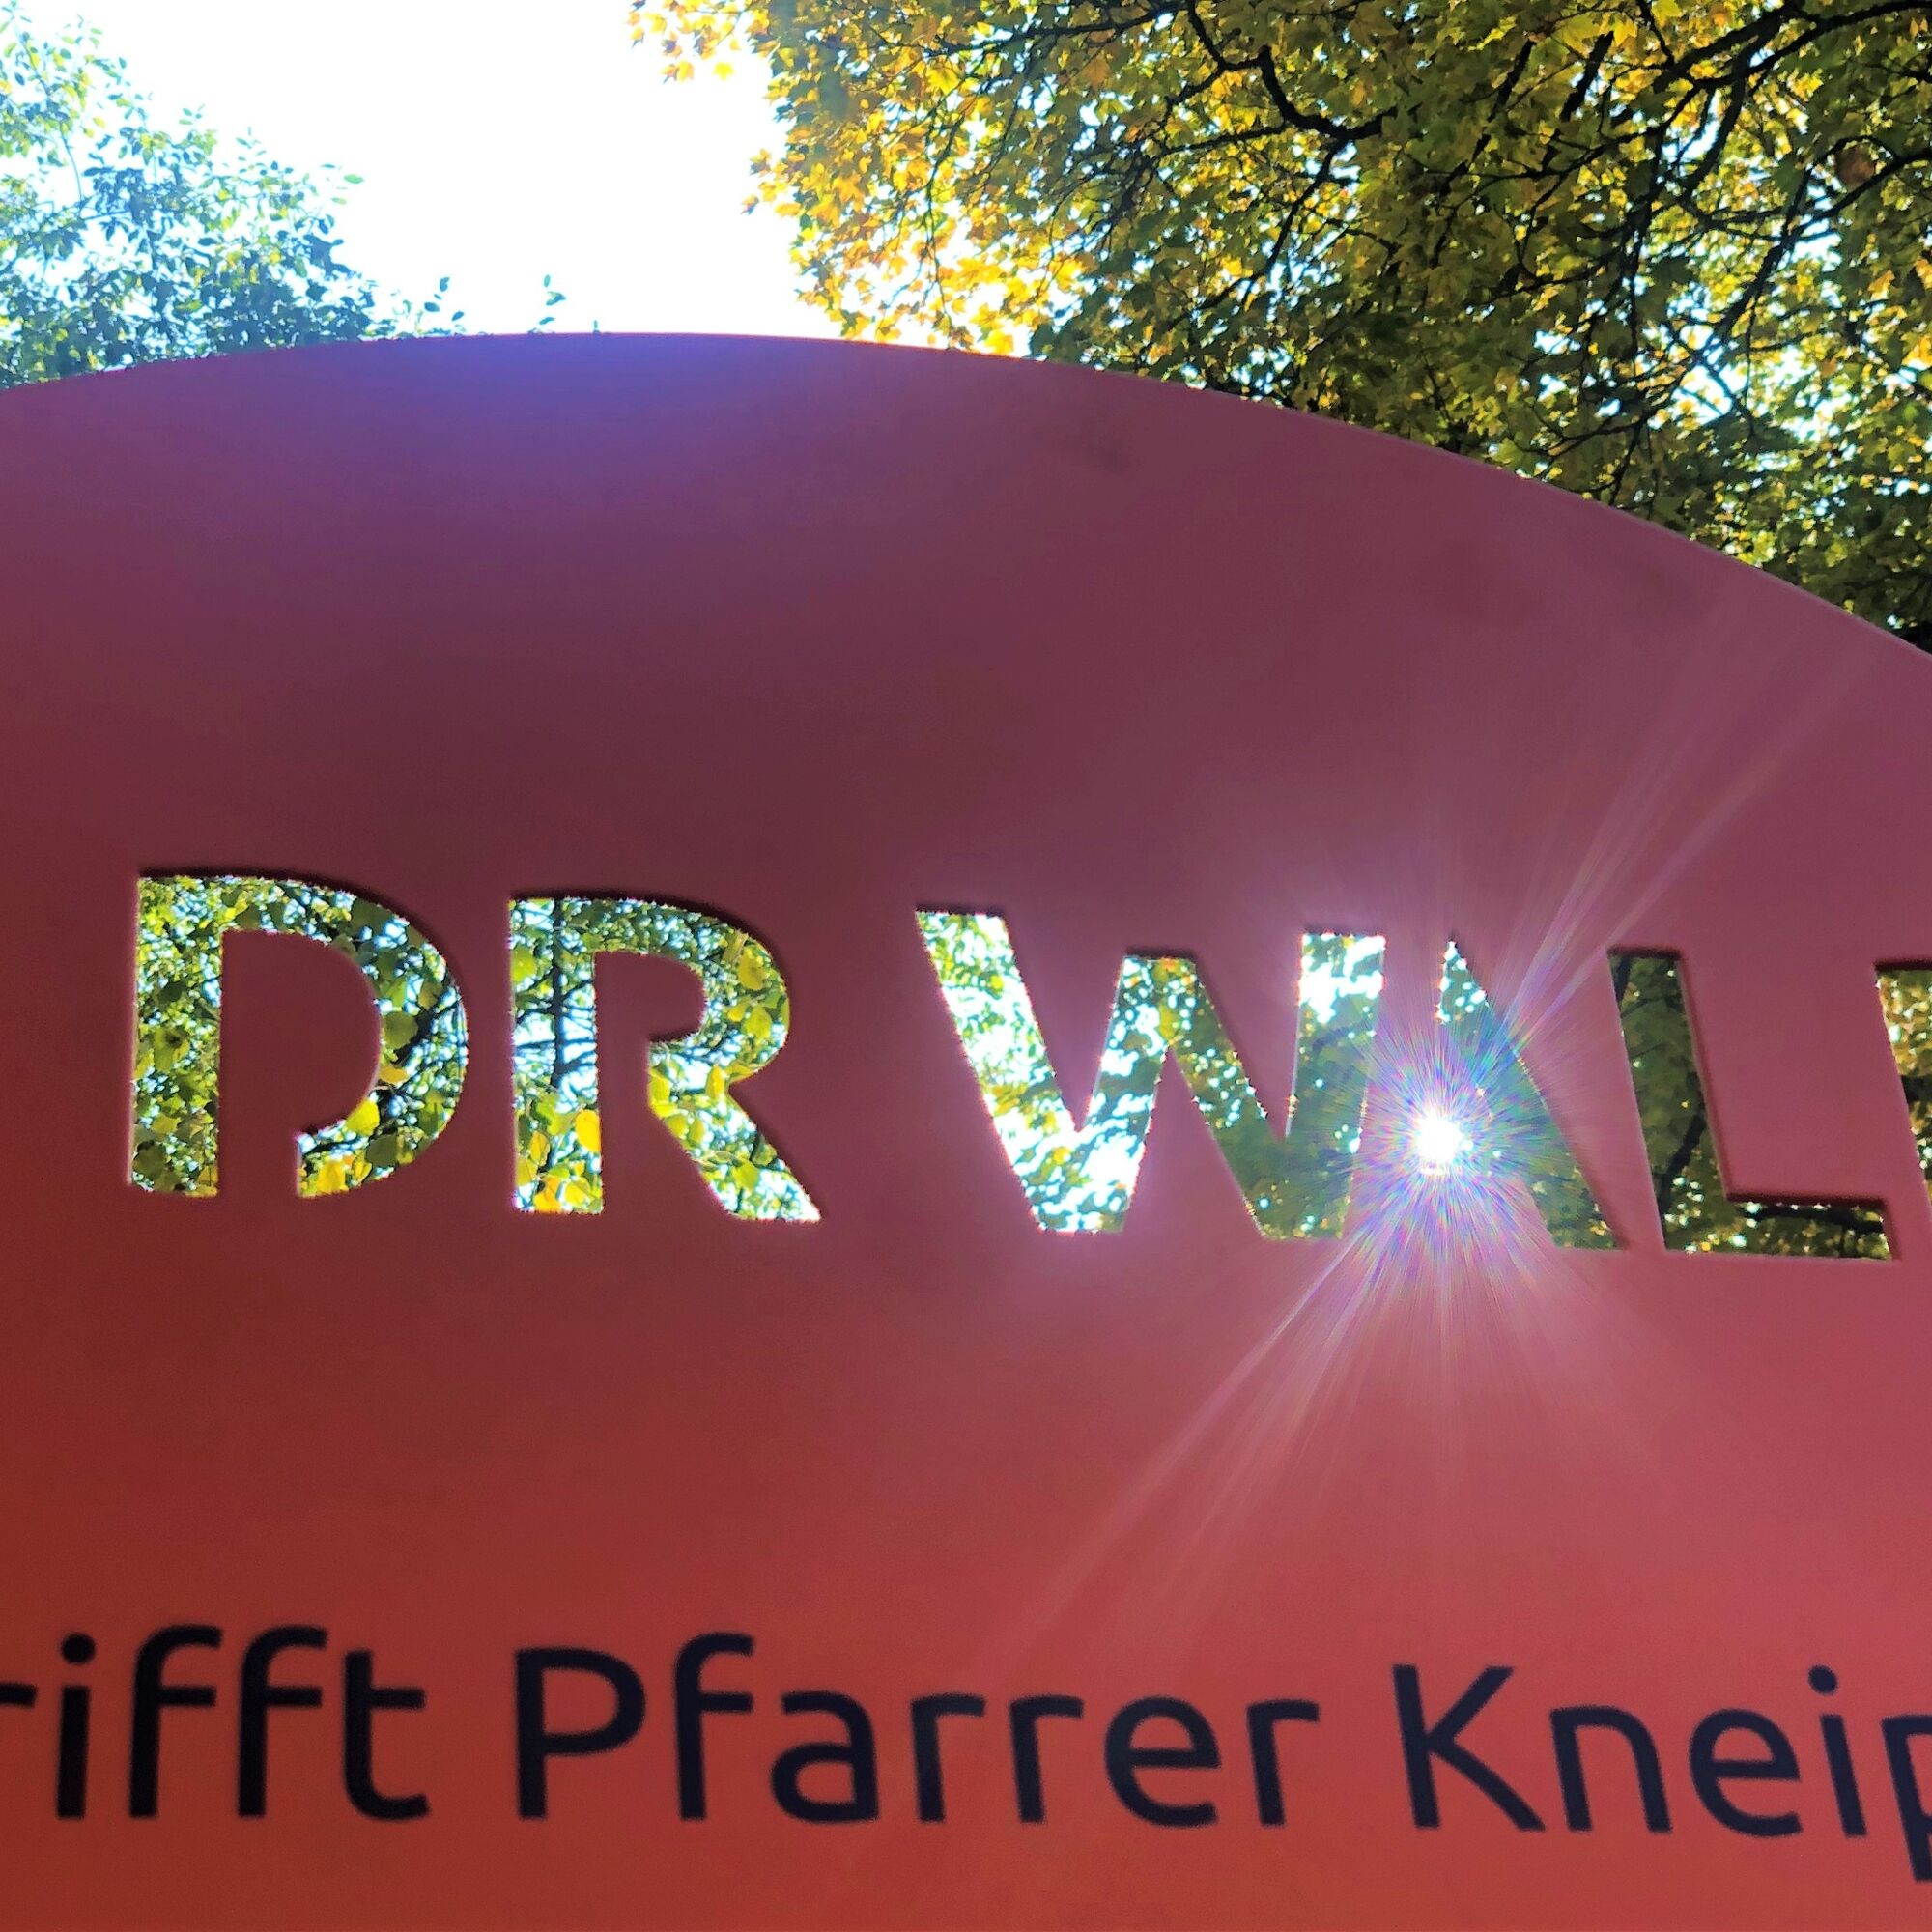 DR WAL
rifft Pfarrer Kneip